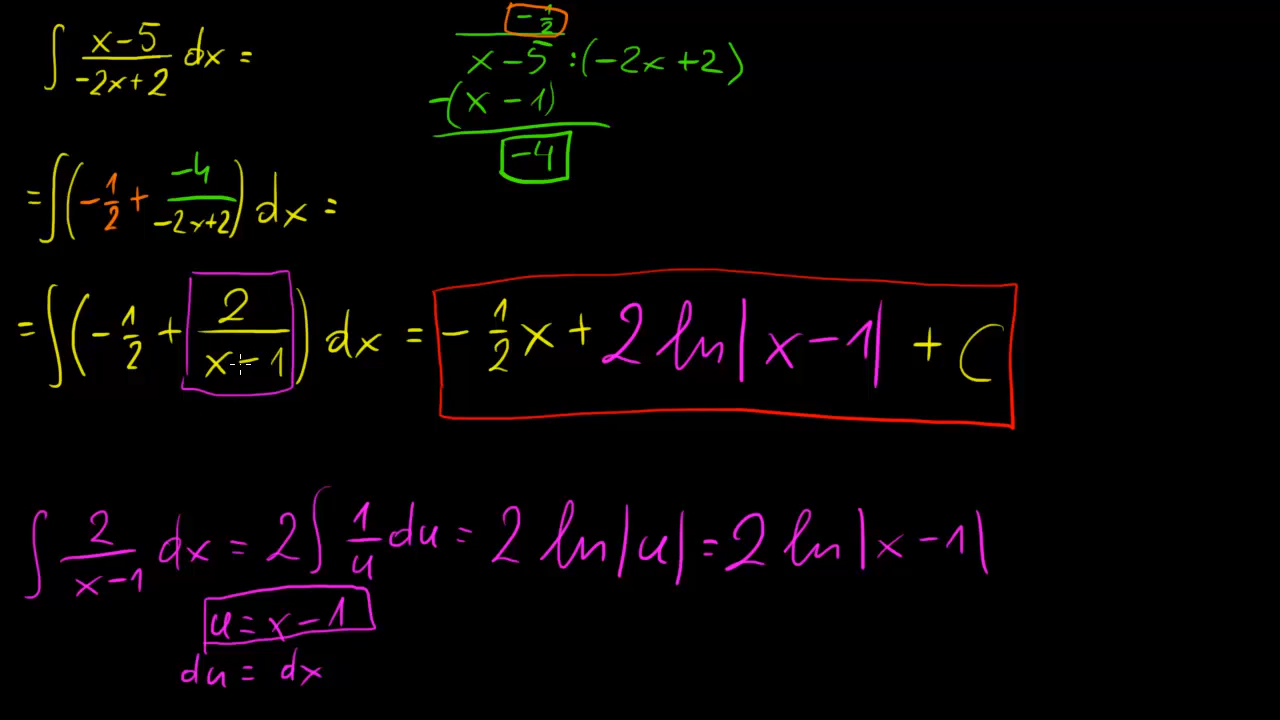 ∫ (x-5)/(-2x+2) dx =
-1/2
x-5 : (-2x+2)
-(x-1)
-4
= ∫ (-1/2 + (-4)/(-2x+2)) dx =
= ∫ (-1/2 + 2/(x-1)) dx = -1/2 x + 2 ln|x-1| + C
∫ 2/(x-1) dx = 2 ∫ 1/u du = 2 ln|u| = 2 ln|x-1|
u = x-1
du = dx